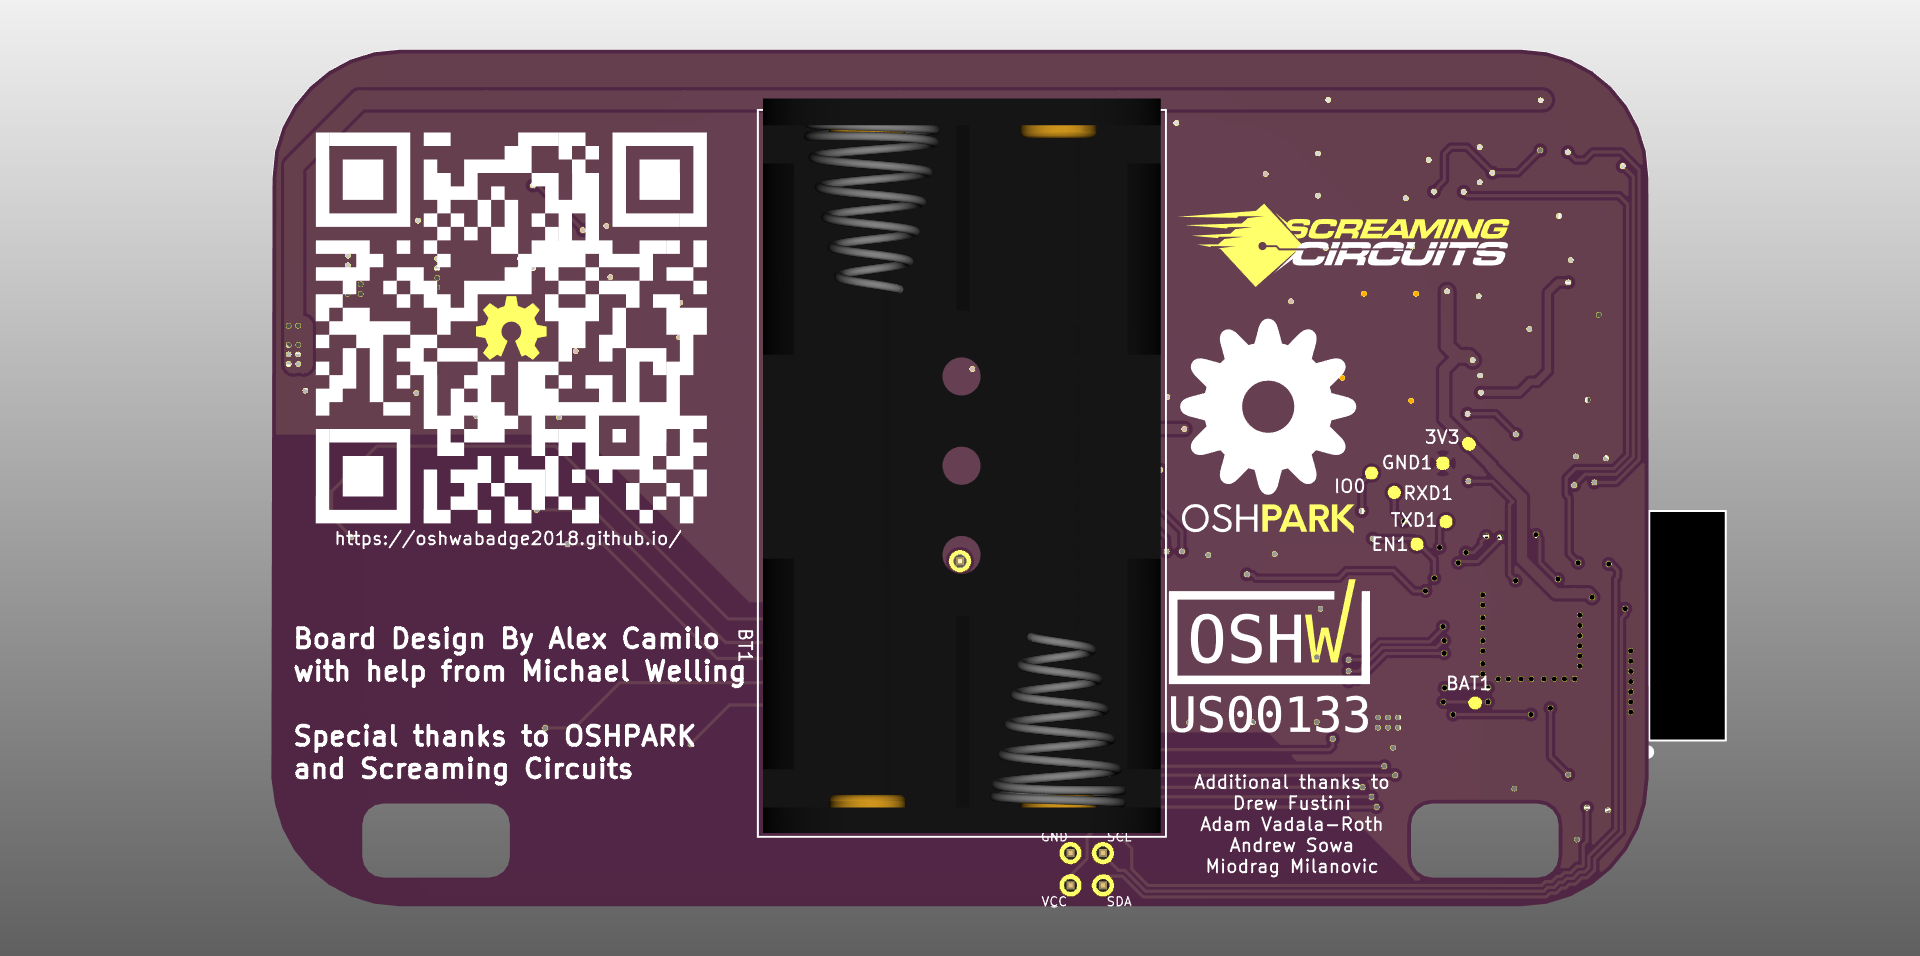 https://oshwabadge2018.github.io/
Board Design By Alex Camilo
with help from Michael Welling
Special thanks to OSHPARK
and Screaming Circuits
BT1
SCREAMING
CIRCUITS
OSHPARK
3V3
GND1
IO0
RXD1
TXD1
EN1
OSHW
US00133
BAT1
Additional thanks to
Drew Fustini
Adam Vadala-Roth
Andrew Sowa
Miodrag Milanovic
GND SCL
VCC SDA